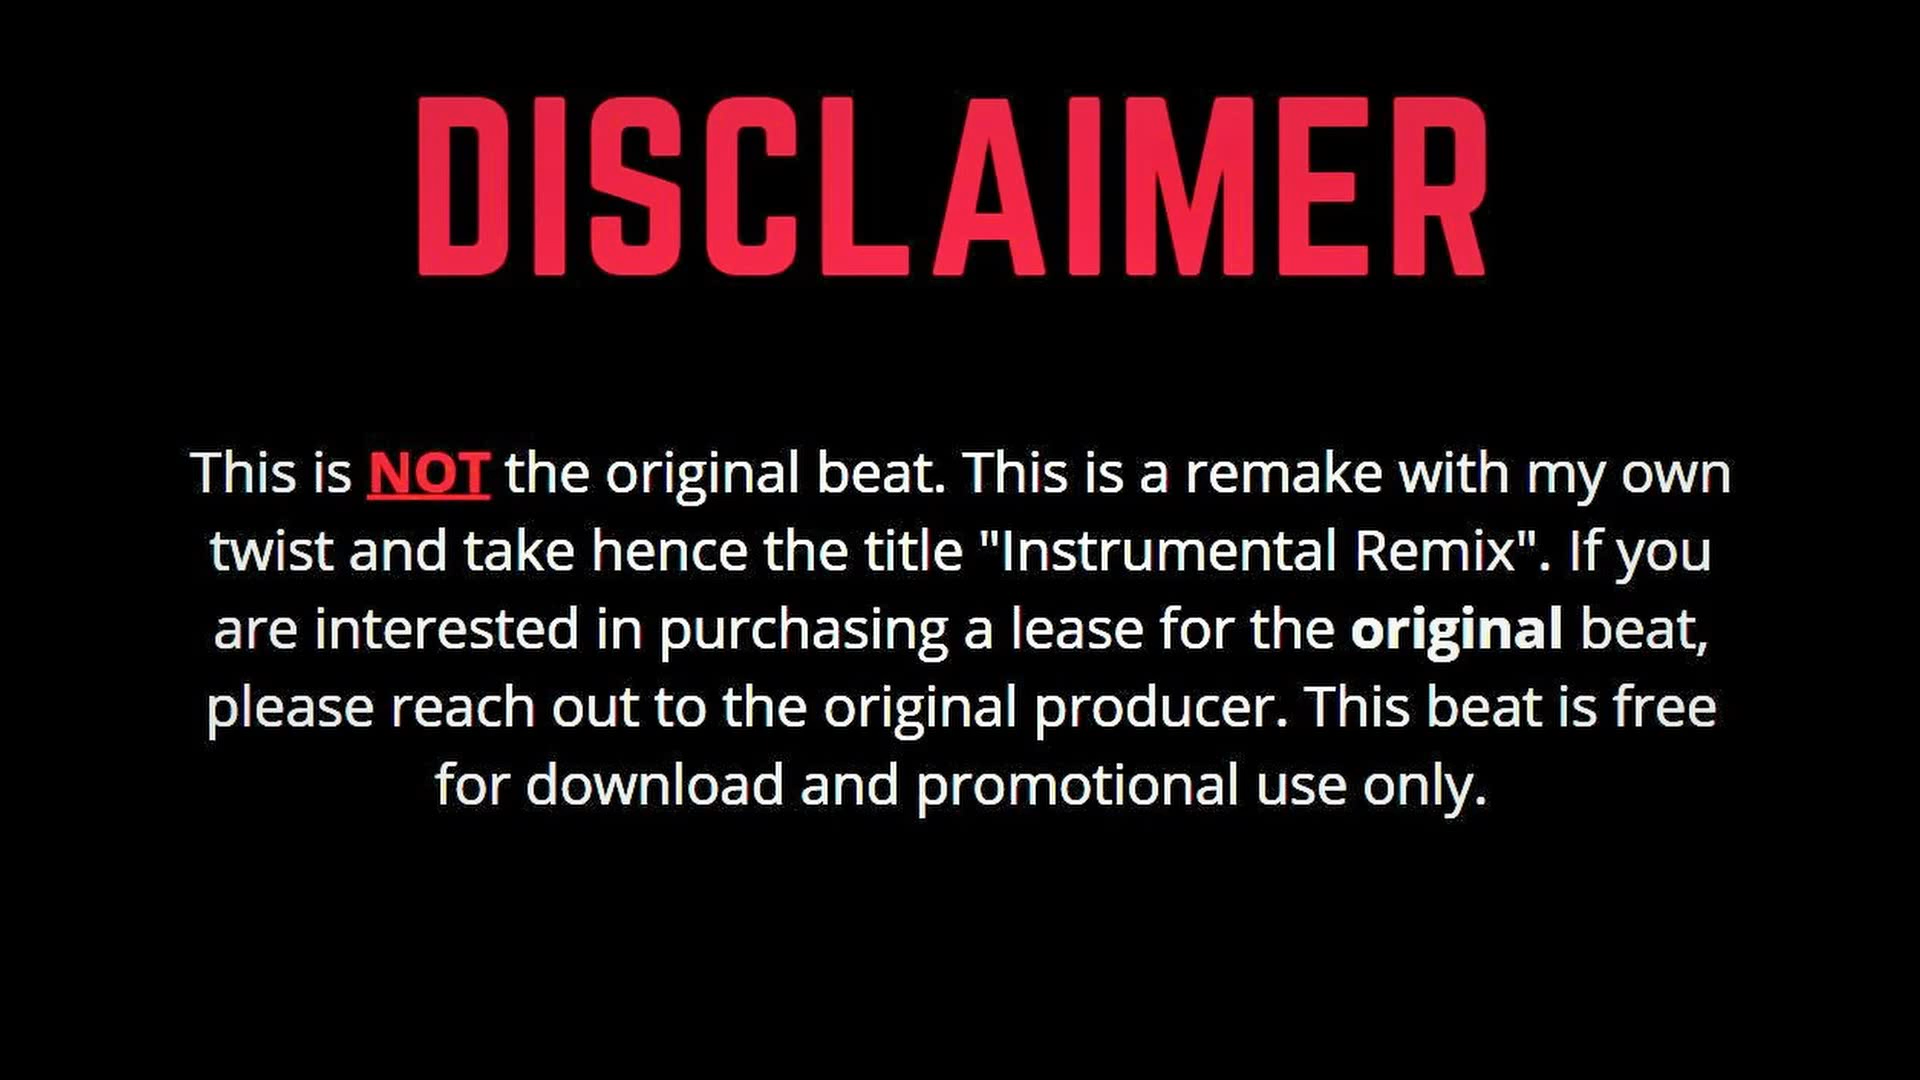 DISCLAIMER
This is NOT the original beat. This is a remake with my own
twist and take hence the title "Instrumental Remix". If you
are interested in purchasing a lease for the original beat,
please reach out to the original producer. This beat is free
for download and promotional use only.